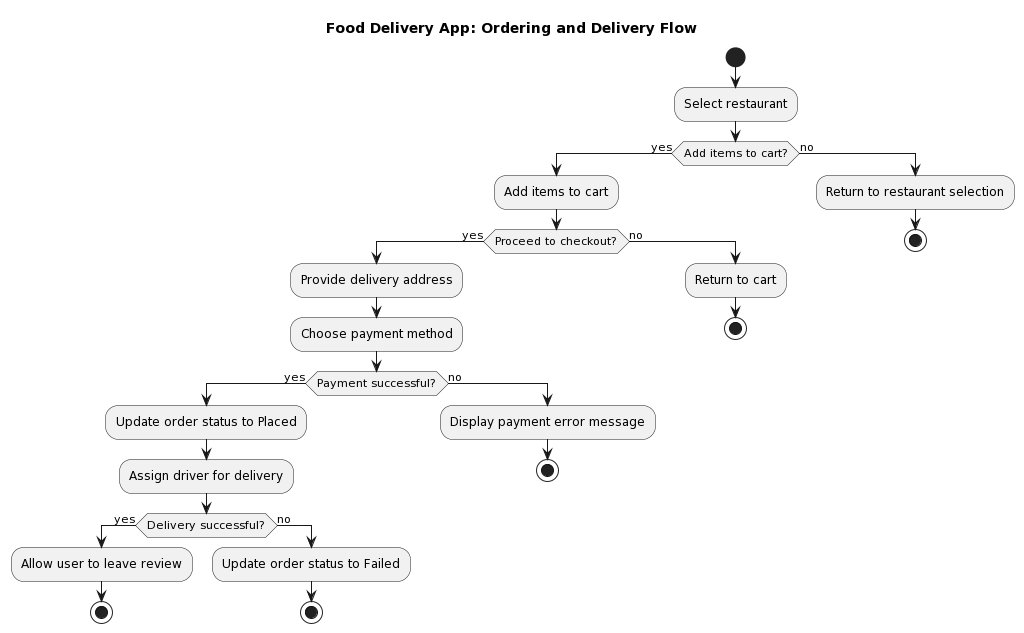 Food Delivery App: Ordering and Delivery Flow
Select restaurant
yes
Add items to cart?
no
Add items to cart
Return to restaurant selection
yes
Proceed to checkout?
no
Provide delivery address
Return to cart
Choose payment method
yes
Payment successful?
no
Update order status to Placed
Display payment error message
Assign driver for delivery
yes
Delivery successful?
no
Allow user to leave review
Update order status to Failed